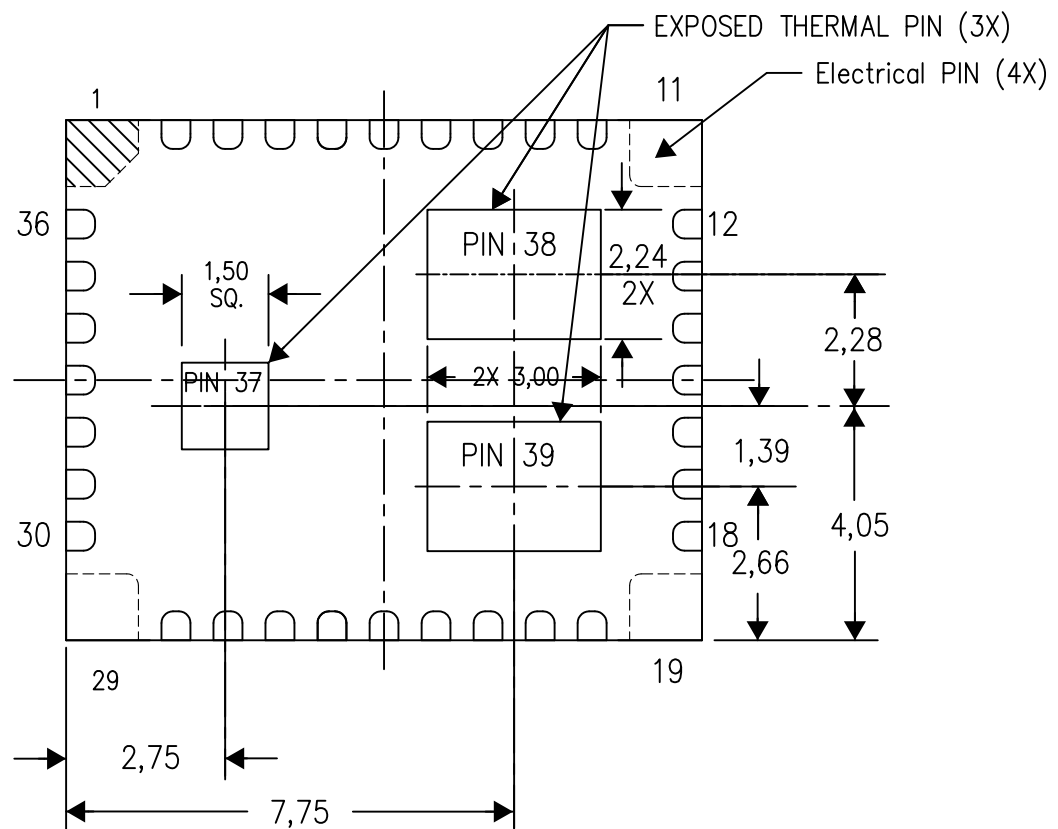 EXPOSED THERMAL PIN (3X)
Electrical PIN (4X)
1
11
36
12
PIN 38
2,24
2X
1,50
SQ.
2,28
PIN 37
2X 3,00
PIN 39
1,39
30
18
4,05
2,66
29
19
2,75
7,75